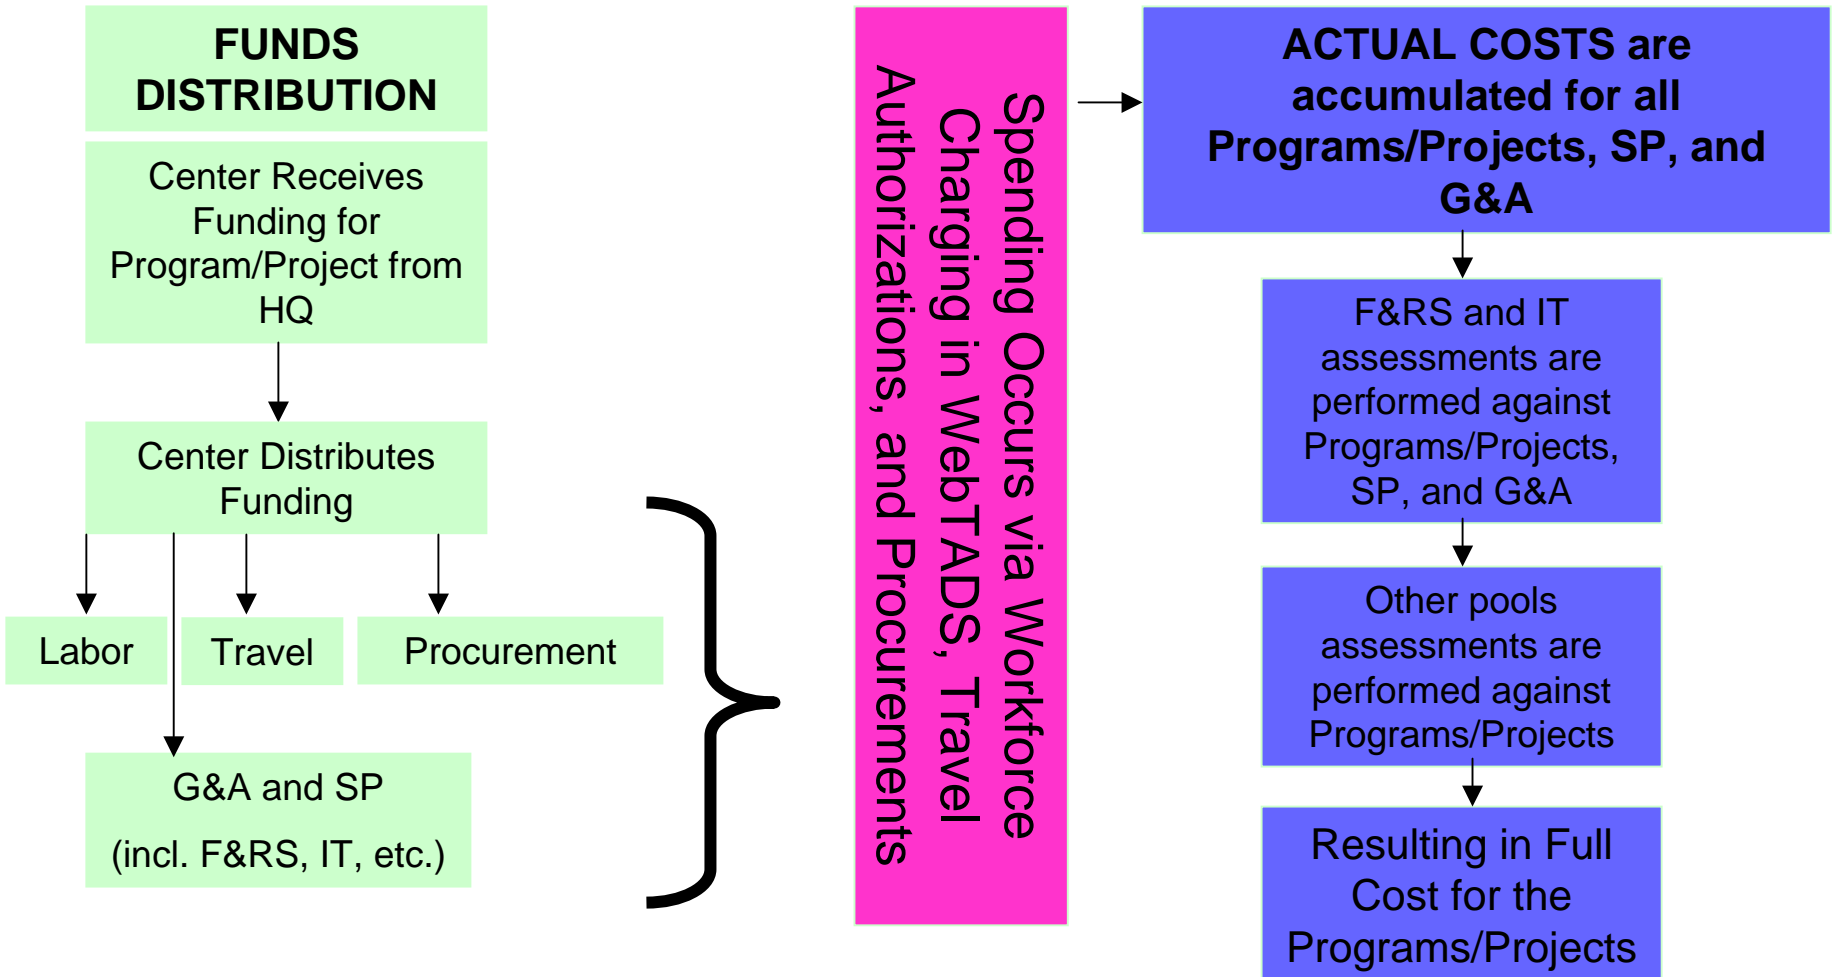 FUNDS
DISTRIBUTION
Center Receives
Funding for
Program/Project from
HQ
Center Distributes
Funding
Labor
Travel
Procurement
G&A and SP
(incl. F&RS, IT, etc.)
Spending Occurs via Workforce
Charging in WebTADS, Travel
Authorizations, and Procurements
ACTUAL COSTS are
accumulated for all
Programs/Projects, SP, and
G&A
F&RS and IT
assessments are
performed against
Programs/Projects,
SP, and G&A
Other pools
assessments are
performed against
Programs/Projects
Resulting in Full
Cost for the
Programs/Projects